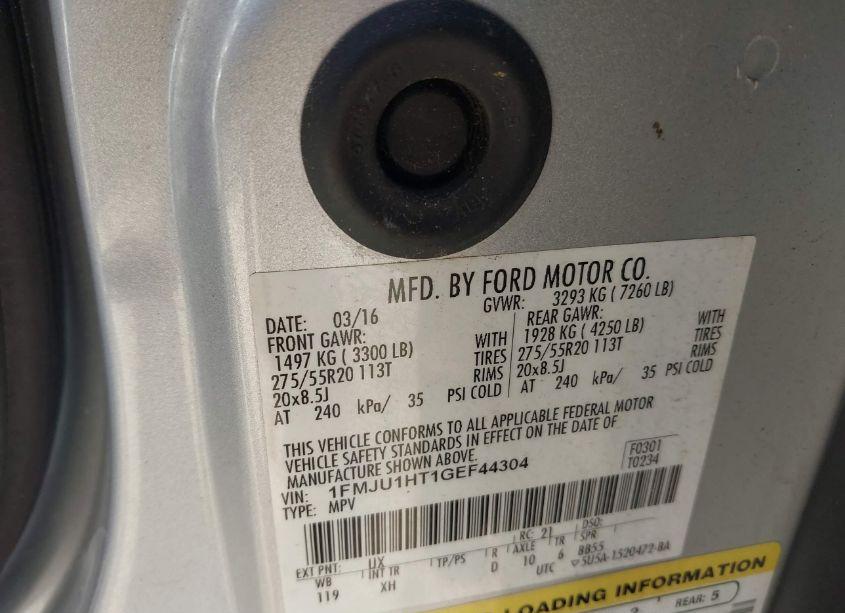 MFD. BY FORD MOTOR CO.
DATE: 03/16 GVWR: 3293 KG ( 7260 LB)
FRONT GAWR: REAR GAWR:
1497 KG ( 3300 LB) WITH 1928 KG ( 4250 LB) WITH
275/55R20 113T TIRES 275/55R20 113T TIRES
20x8.5J RIMS 20x8.5J RIMS
AT 240 kPa/ 35 PSI COLD AT 240 kPa/ 35 PSI COLD
THIS VEHICLE CONFORMS TO ALL APPLICABLE FEDERAL MOTOR
VEHICLE SAFETY STANDARDS IN EFFECT ON THE DATE OF
MANUFACTURE SHOWN ABOVE.
F0301
T0234
VIN: 1FMJU1HT1GEF44304
TYPE: MPV
RC: 21 DSO:
EXT PNT: UX R AXLE TR SPR
WB INT TR TP/PS D 10 6 BB55
119 XH UTC 5U5A-1520472-BA
LOADING INFORMATION
REAR: 5